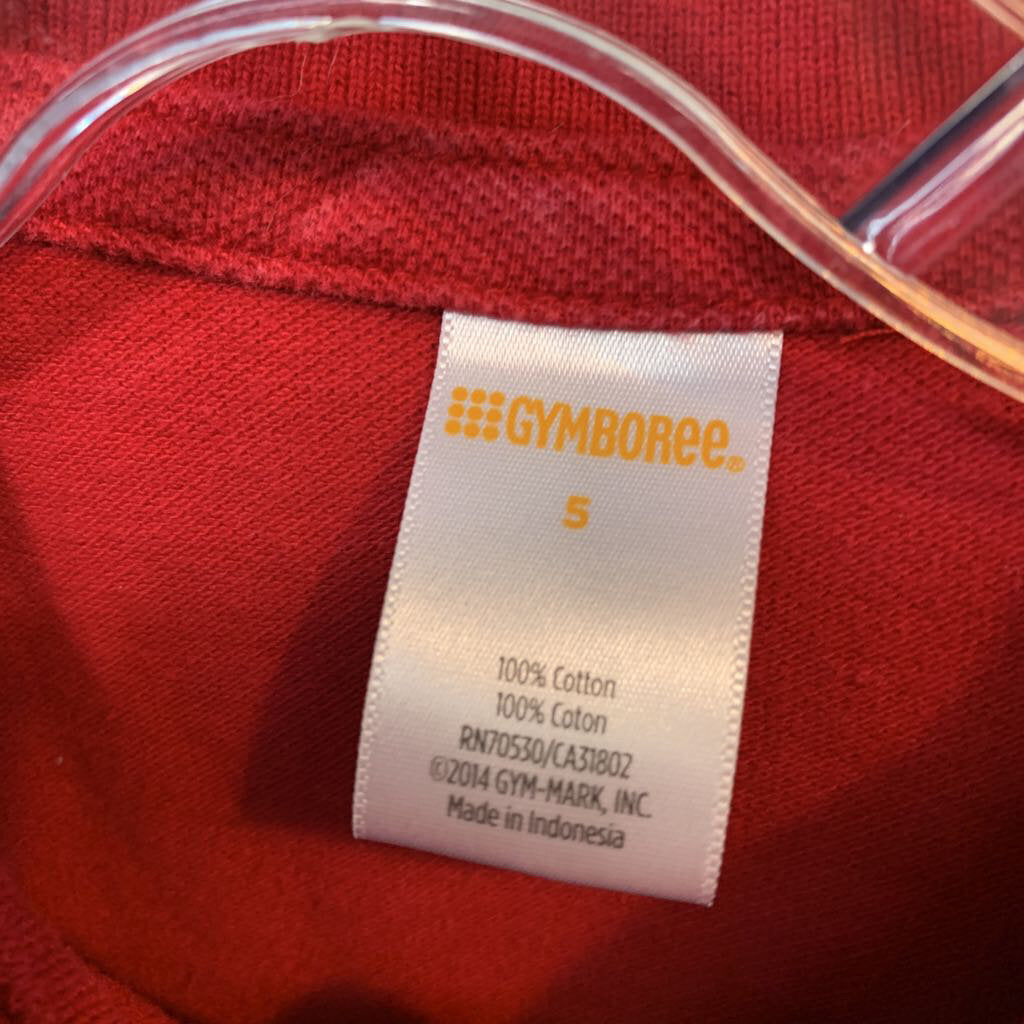 GYMBOREE®
5
100% Cotton
100% Coton
RN70530/CA31802
©2014 GYM-MARK, INC.
Made in Indonesia